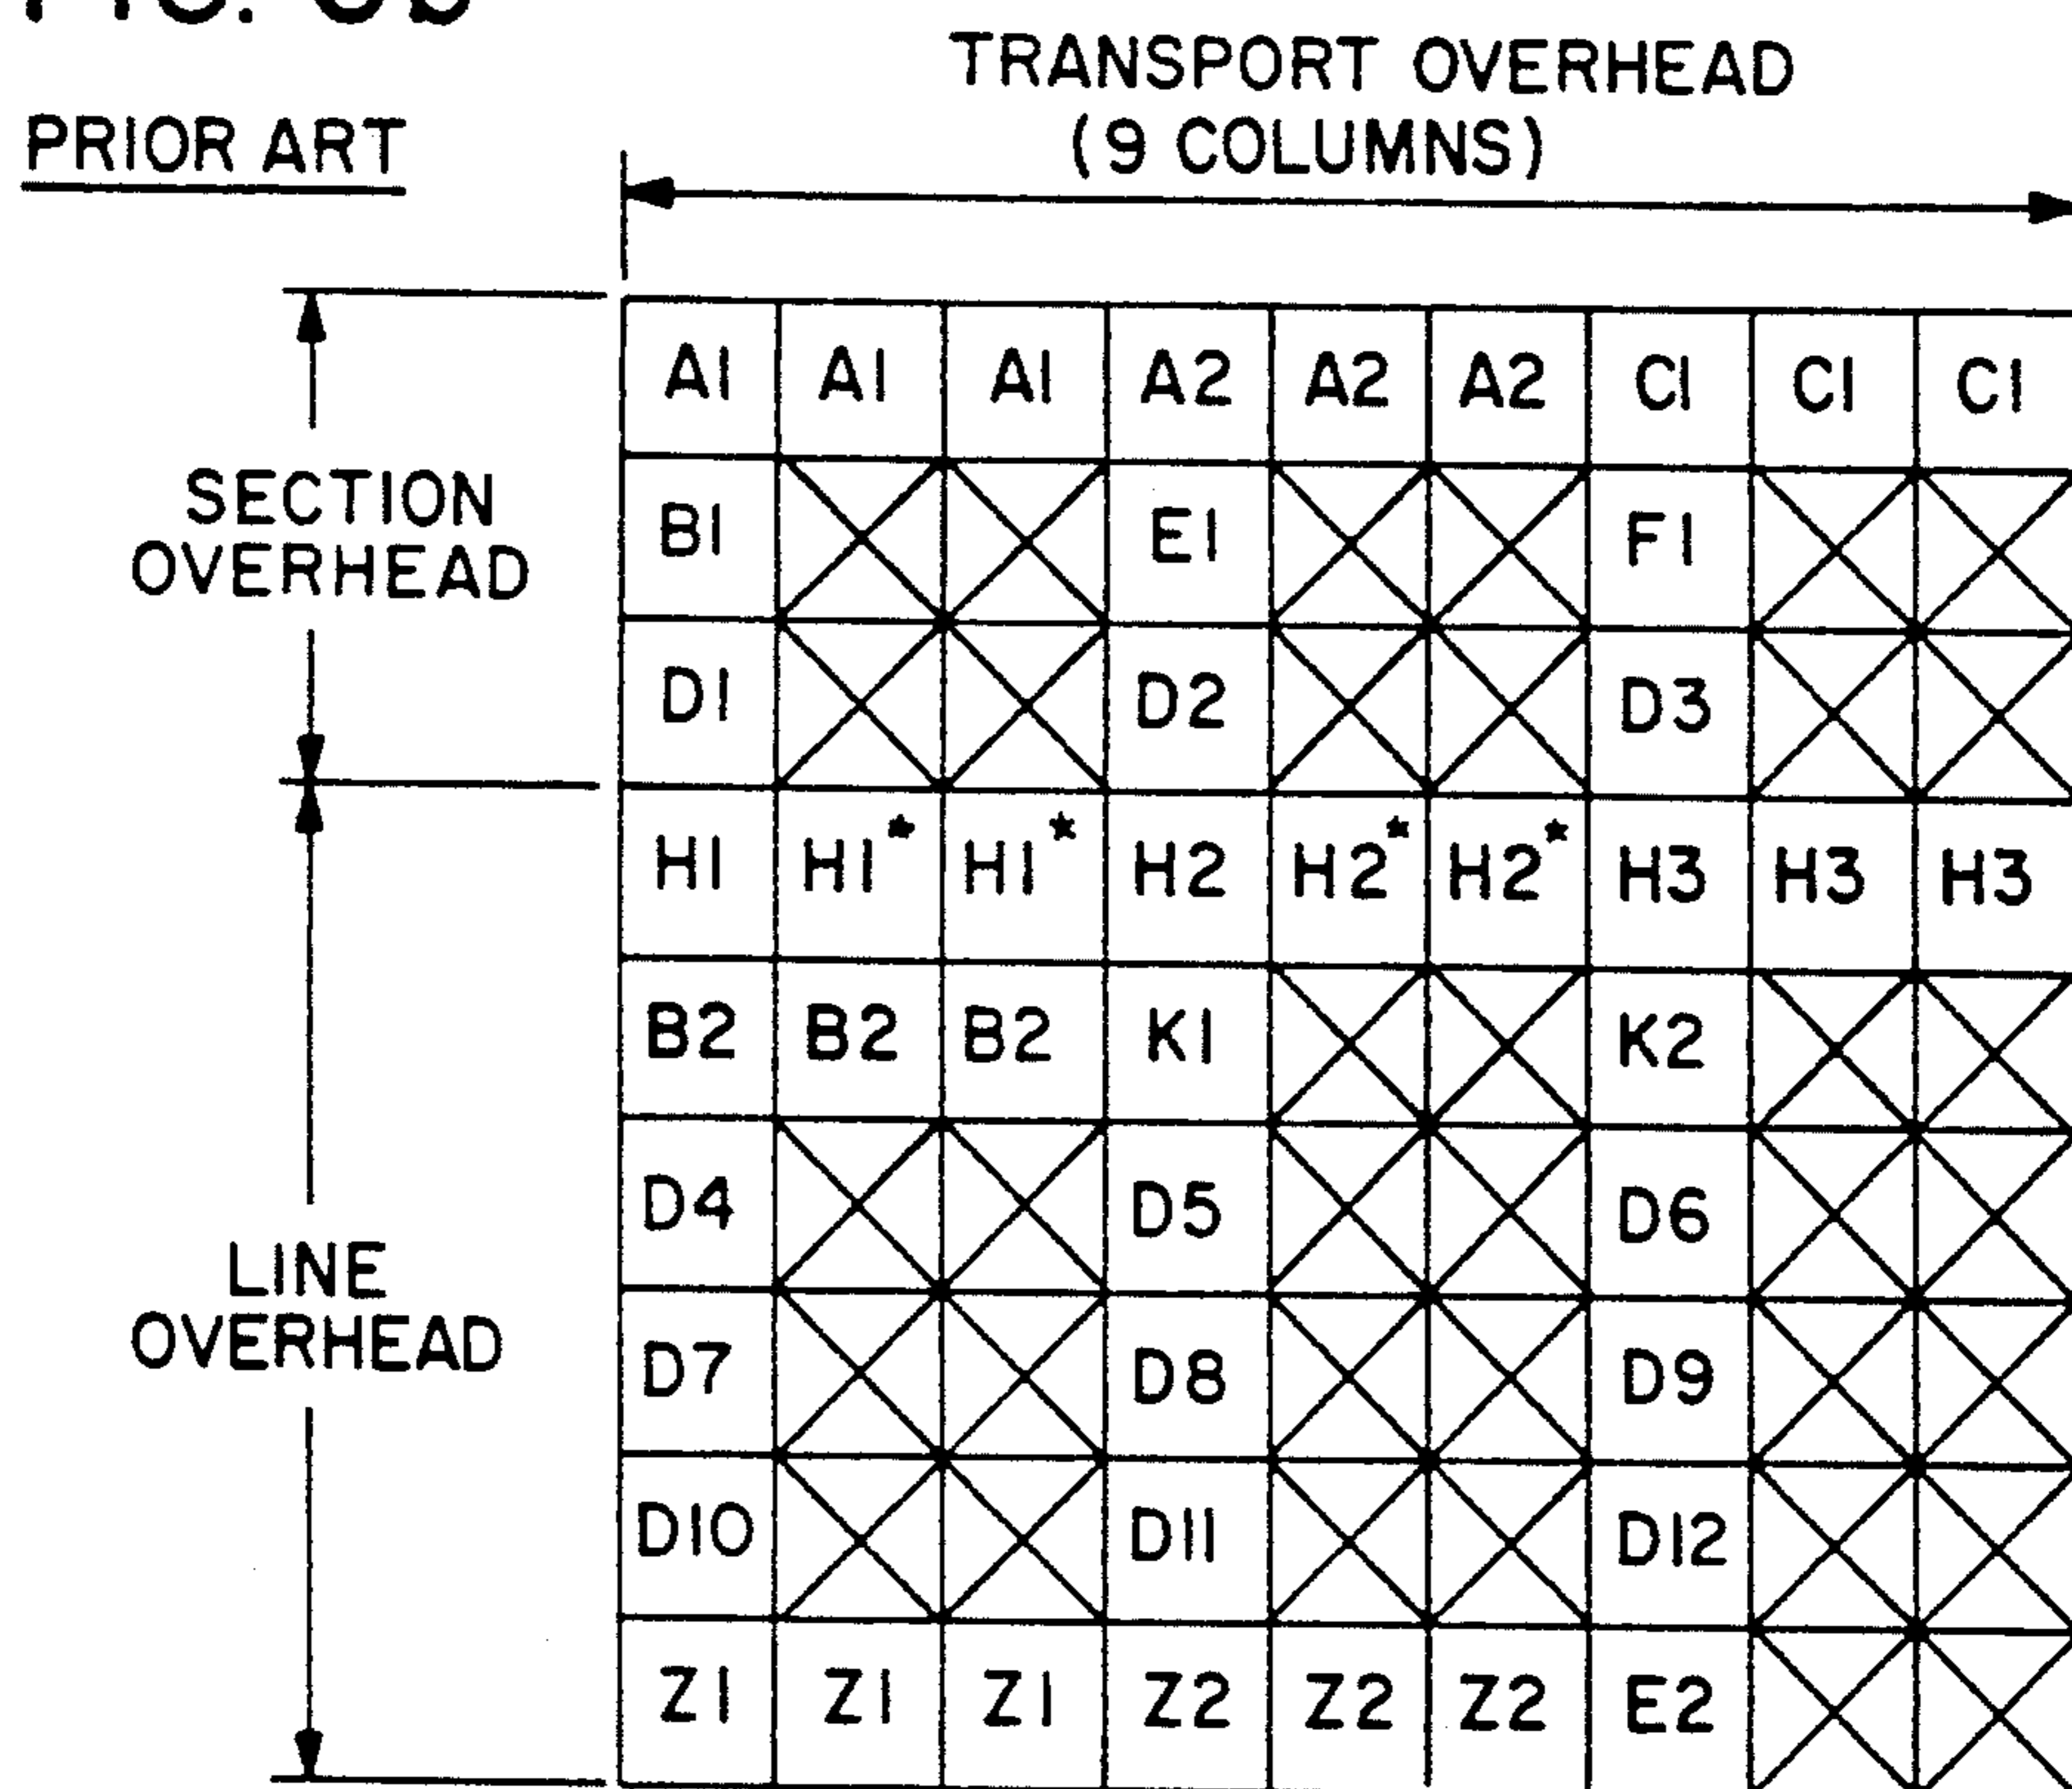 TRANSPORT OVERHEAD
(9 COLUMNS)
PRIOR ART
A1 A1 A1 A2 A2 A2 C1 C1 C1
SECTION
OVERHEAD
B1 E1 F1
D1 D2 D3
H1 H1* H1* H2 H2* H2* H3 H3 H3
B2 B2 B2 K1 K2
LINE
OVERHEAD
D4 D5 D6
D7 D8 D9
D10 D11 D12
Z1 Z1 Z1 Z2 Z2 Z2 E2